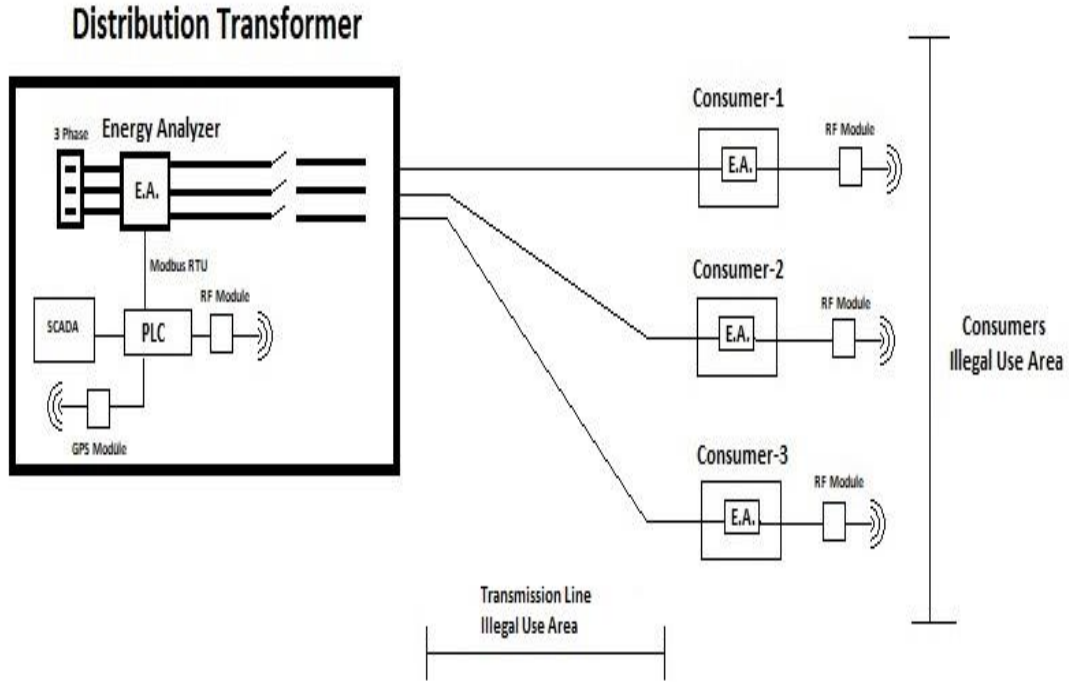 Distribution Transformer
3 Phase
Energy Analyzer
E.A.
Modbus RTU
RF Module
SCADA
PLC
GPS Modüle
Consumer-1
RF Module
E.A.
Consumer-2
RF Module
E.A.
Consumer-3
RF Module
E.A.
Consumers
Illegal Use Area
Transmission Line
Illegal Use Area